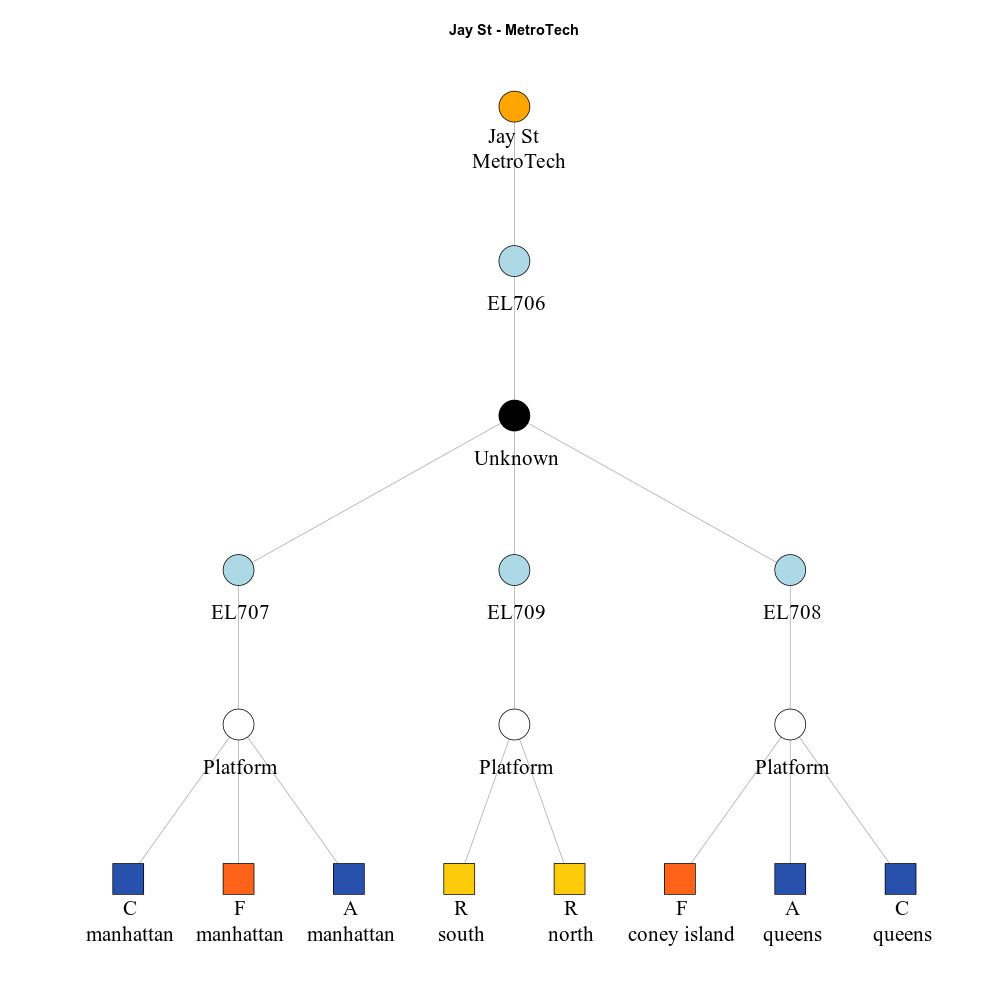 Jay St - MetroTech
Jay St
MetroTech
EL706
Unknown
EL707
EL709
EL708
Platform
Platform
Platform
C
manhattan
F
manhattan
A
manhattan
R
south
R
north
F
coney island
A
queens
C
queens